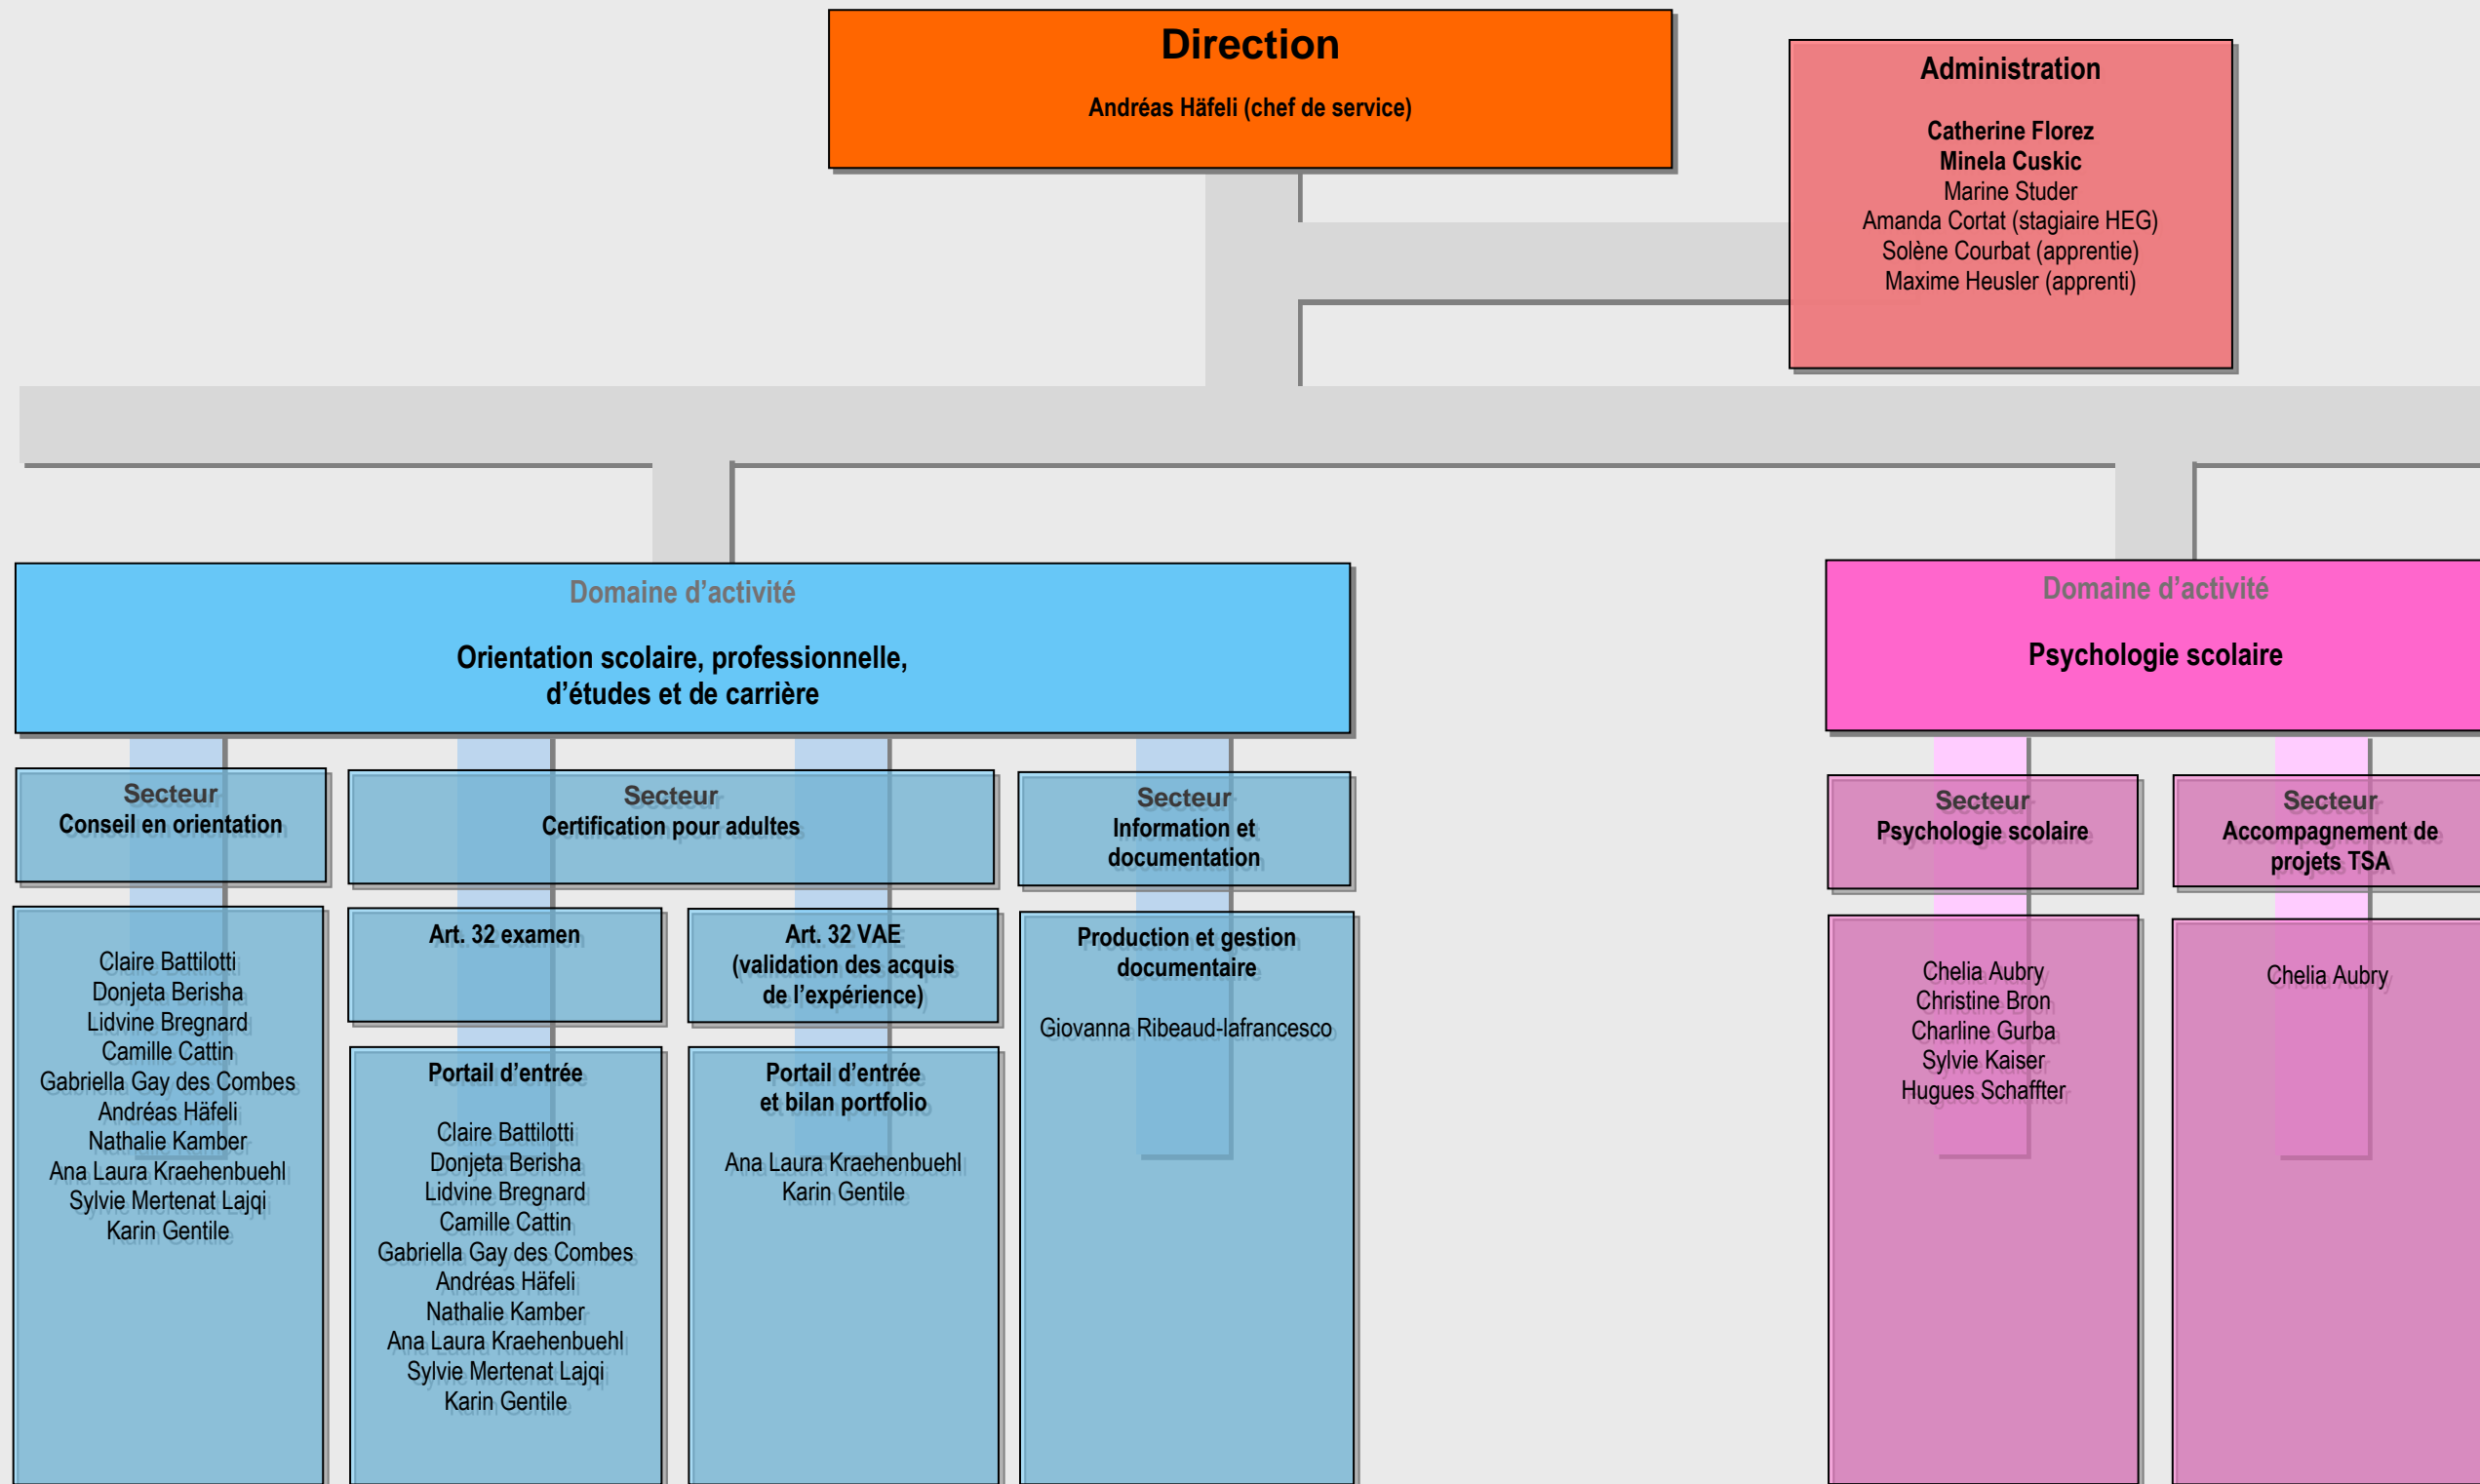 Direction
Andréas Häfeli (chef de service)
Administration
Catherine Florez
Minela Cuskic
Marine Studer
Amanda Cortat (stagiaire HEG)
Solène Courbat (apprentie)
Maxime Heusler (apprenti)
Domaine d’activité
Orientation scolaire, professionnelle,
d’études et de carrière
Secteur
Conseil en orientation
Claire Battilotti
Donjeta Berisha
Lidvine Bregnard
Camille Cattin
Gabriella Gay des Combes
Andréas Häfeli
Nathalie Kamber
Ana Laura Kraehenbuehl
Sylvie Mertenat Lajqi
Karin Gentile
Secteur
Certification pour adultes
Art. 32 examen
Portail d’entrée
Claire Battilotti
Donjeta Berisha
Lidvine Bregnard
Camille Cattin
Gabriella Gay des Combes
Andréas Häfeli
Nathalie Kamber
Ana Laura Kraehenbuehl
Sylvie Mertenat Lajqi
Karin Gentile
Art. 32 VAE
(validation des acquis
de l’expérience)
Portail d’entrée
et bilan portfolio
Ana Laura Kraehenbuehl
Karin Gentile
Secteur
Information et
documentation
Production et gestion
documentaire
Giovanna Ribeaud-Iafrancesco
Domaine d’activité
Psychologie scolaire
Secteur
Psychologie scolaire
Chelia Aubry
Christine Bron
Charline Gurba
Sylvie Kaiser
Hugues Schaffter
Secteur
Accompagnement de
projets TSA
Chelia Aubry